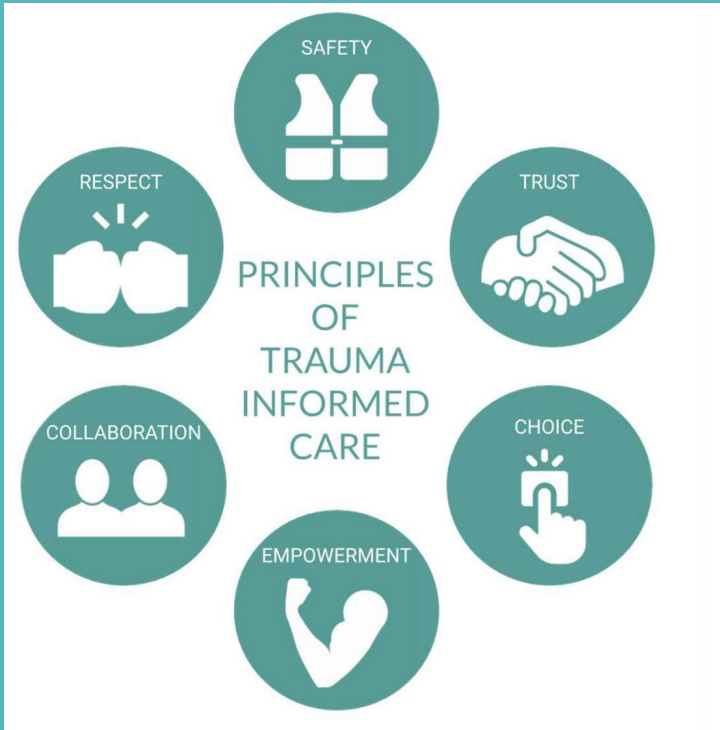 SAFETY
RESPECT
TRUST
PRINCIPLES
OF
TRAUMA
INFORMED
CARE
COLLABORATION
CHOICE
EMPOWERMENT